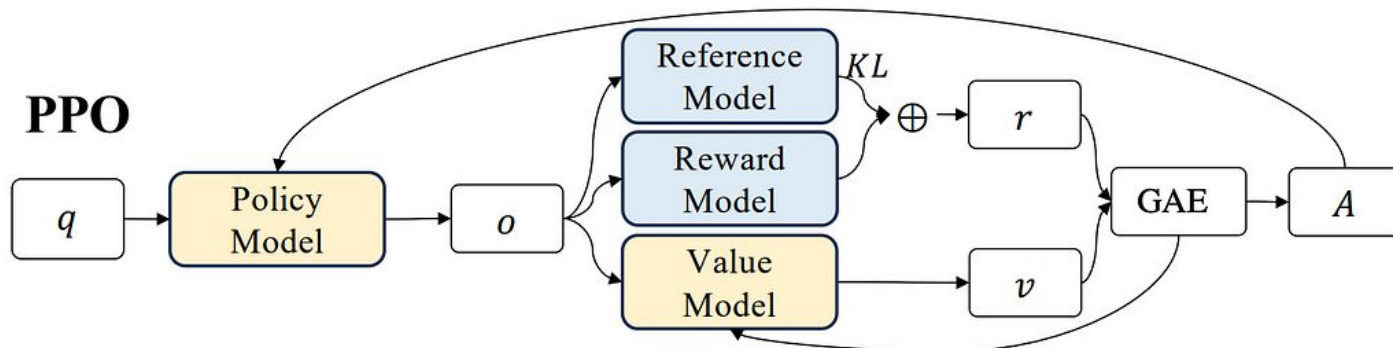 PPO
q
Policy
Model
o
Reference
Model
Reward
Model
Value
Model
KL
⊕
r
v
GAE
A